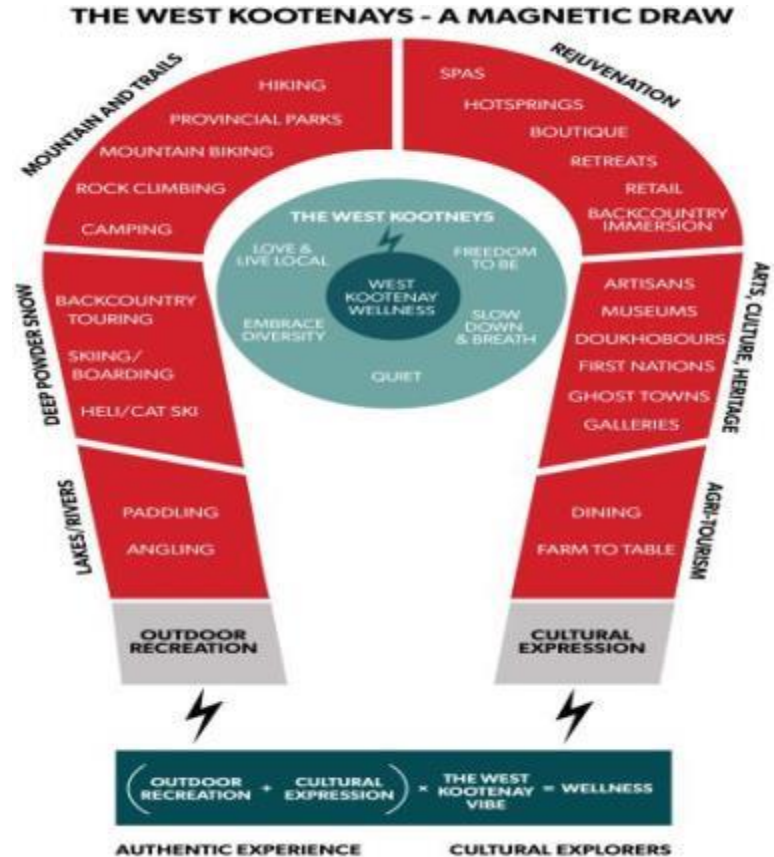 THE WEST KOOTENAYS - A MAGNETIC DRAW
MOUNTAIN AND TRAILS
HIKING
PROVINCIAL PARKS
MOUNTAIN BIKING
ROCK CLIMBING
CAMPING
DEEP POWDER SNOW
BACKCOUNTRY
TOURING
SKIING/
BOARDING
HELI/CAT SKI
LAKES/RIVERS
PADDLING
ANGLING
OUTDOOR
RECREATION
REJUVENATION
SPAS
HOTSPRINGS
BOUTIQUE
RETREATS
RETAIL
BACKCOUNTRY
IMMERSION
ARTS, CULTURE, HERITAGE
ARTISANS
MUSEUMS
DOUKHOBOURS
FIRST NATIONS
GHOST TOWNS
GALLERIES
AGRI-TOURISM
DINING
FARM TO TABLE
CULTURAL
EXPRESSION
THE WEST KOOTNEYS
LOVE &
LIVE LOCAL
FREEDOM
TO BE
WEST
KOOTENAY
WELLNESS
EMBRACE
DIVERSITY
SLOW
DOWN
& BREATH
QUIET
(OUTDOOR RECREATION + CULTURAL EXPRESSION) × THE WEST KOOTENAY VIBE = WELLNESS
AUTHENTIC EXPERIENCE
CULTURAL EXPLORERS